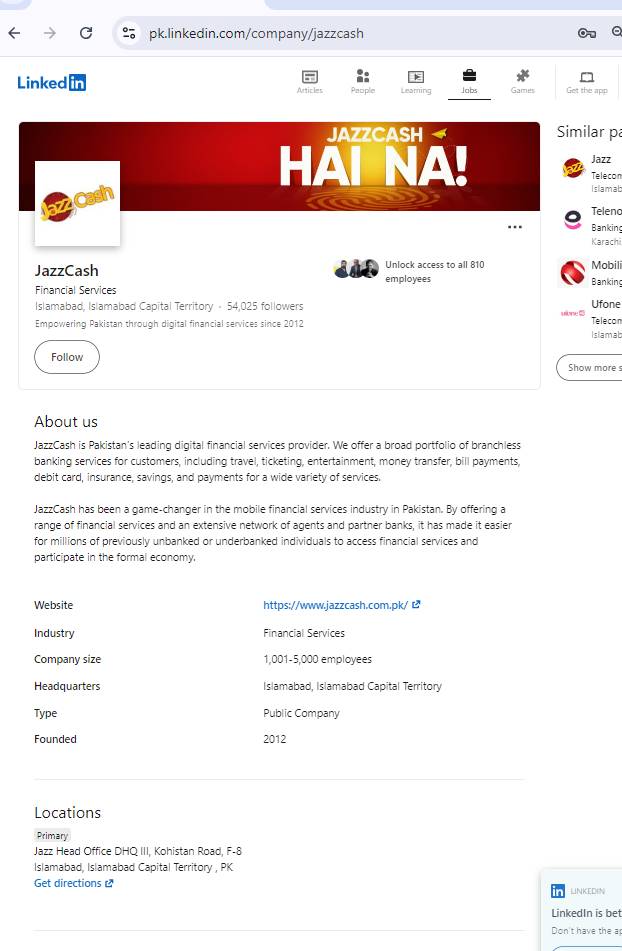 pk.linkedin.com/company/jazzcash
Linkedin
Articles
People
Learning
Jobs
Games
Get the app
JAZZCASH
HAI NA!
Jazz Cash
JazzCash
Financial Services
Islamabad, Islamabad Capital Territory · 54,025 followers
Empowering Pakistan through digital financial services since 2012
Unlock access to all 810
employees
Follow
About us
JazzCash is Pakistan's leading digital financial services provider. We offer a broad portfolio of branchless
banking services for customers, including travel, ticketing, entertainment, money transfer, bill payments,
debit card, insurance, savings, and payments for a wide variety of services.
JazzCash has been a game-changer in the mobile financial services industry in Pakistan. By offering a
range of financial services and an extensive network of agents and partner banks, it has made it easier
for millions of previously unbanked or underbanked individuals to access financial services and
participate in the formal economy.
Website https://www.jazzcash.com.pk/
Industry Financial Services
Company size 1,001-5,000 employees
Headquarters Islamabad, Islamabad Capital Territory
Type Public Company
Founded 2012
Locations
Primary
Jazz Head Office DHQ III, Kohistan Road, F-8
Islamabad, Islamabad Capital Territory , PK
Get directions
Similar pa
Jazz
Jazz
Telecom
Islamab
Teleno
Banking
Karachi
Mobili
Banking
ufone
Ufone
Telecom
Islamab
Show more s
in LINKEDIN
LinkedIn is bet
Don't have the ap